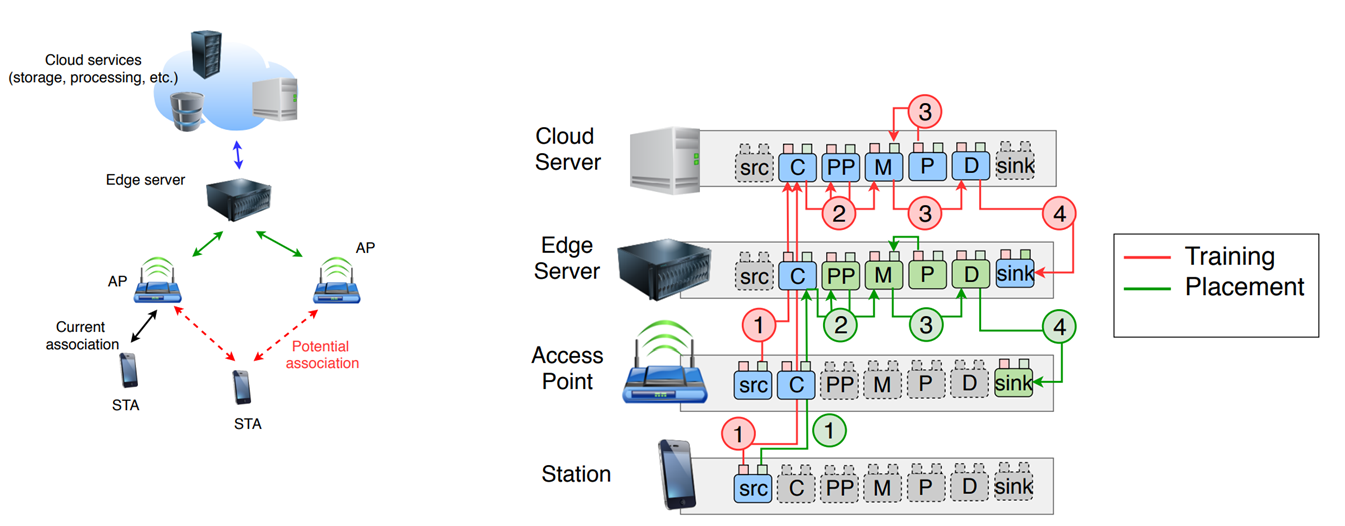 Cloud services
(storage, processing, etc.)
Edge server
AP
AP
Current
association
Potential
association
STA
STA
Cloud
Server
src
C
PP
M
P
D
sink
3
2
3
4
Edge
Server
src
C
PP
M
P
D
sink
1
2
3
4
Access
Point
src
C
PP
M
P
D
sink
1
1
Station
src
C
PP
M
P
D
sink
Training
Placement